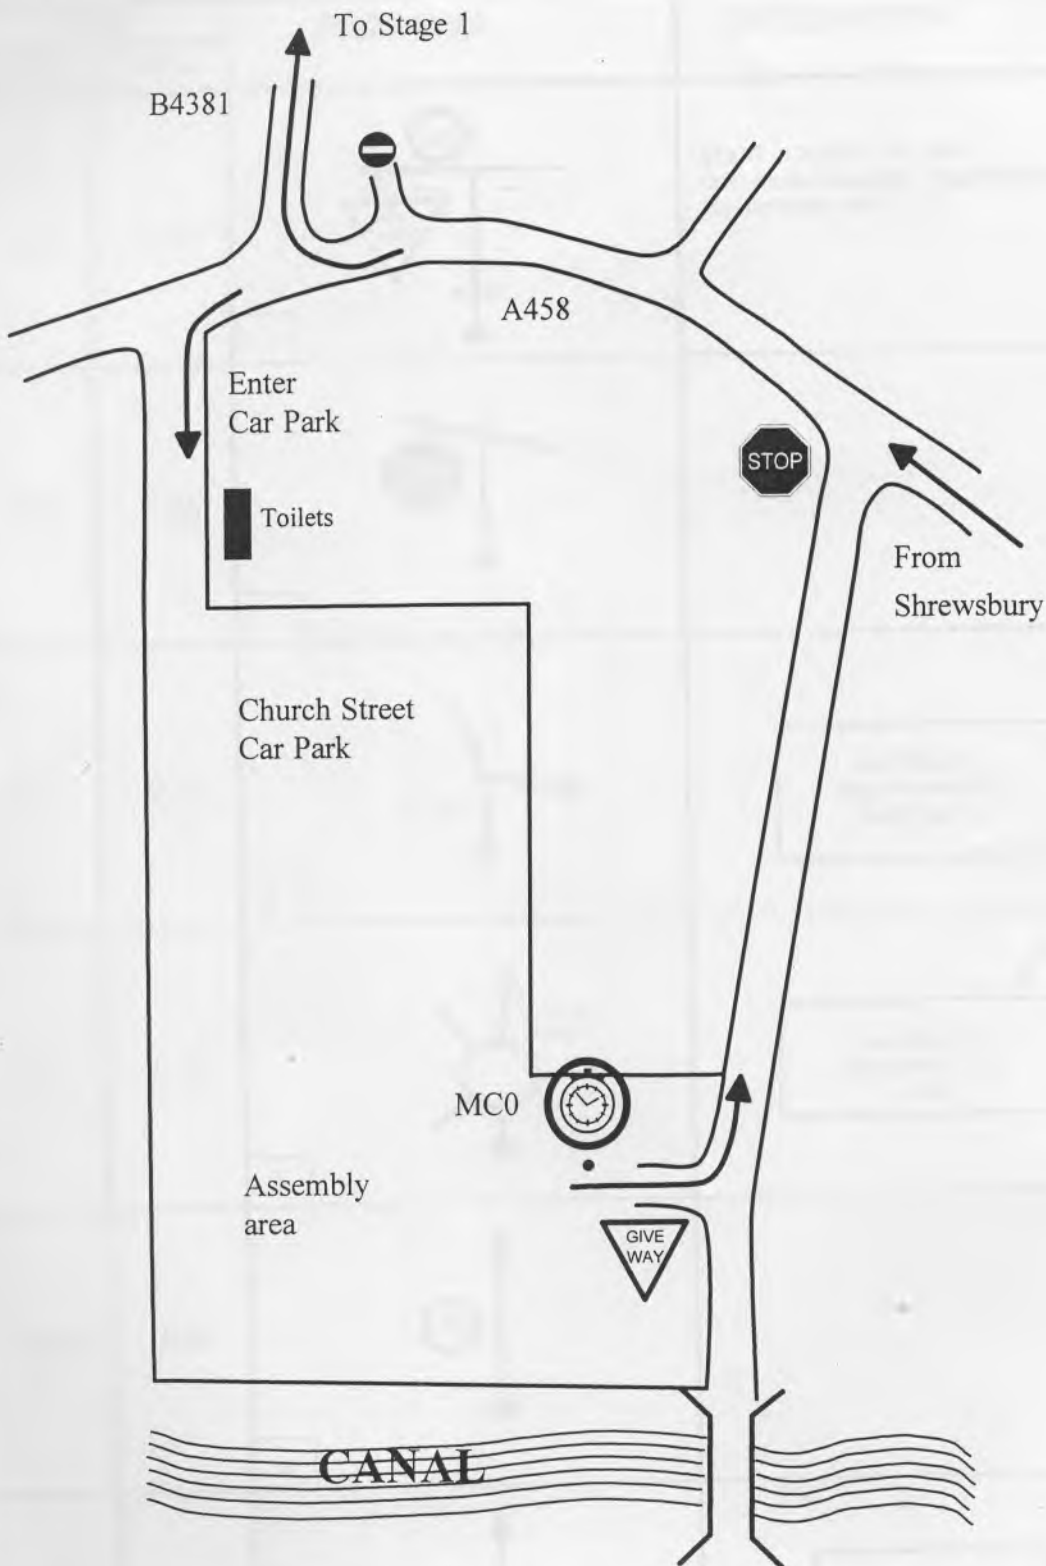 To Stage 1
B4381
A458
Enter
Car Park
STOP
Toilets
From
Shrewsbury
Church Street
Car Park
MC0
Assembly
area
GIVE
WAY
CANAL